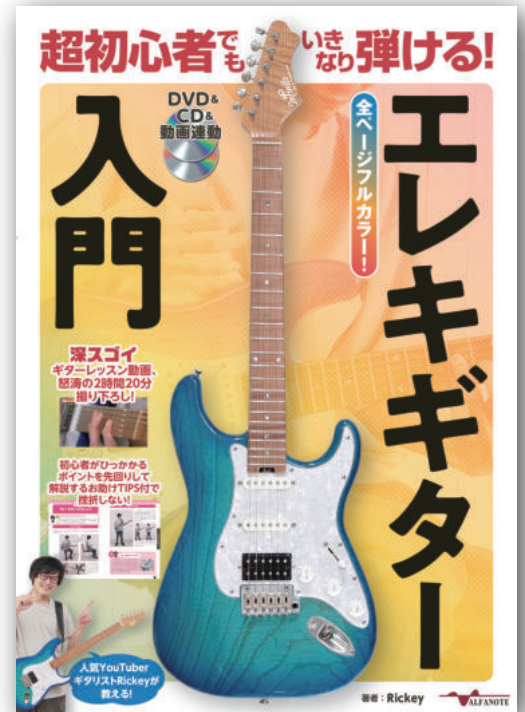 超初心者でもいきなり弾ける!
エレキギター
入門
全ページフルカラー!
DVD&
CD&
動画連動
深スゴイ
ギターレッスン動画、
怒涛の2時間20分
撮り下ろし!
初心者がひっかかる
ポイントを先回りして
解説するお助けTIPS付で
挫折しない!
人気YouTuber
ギタリストRickeyが
教える!
著者:Rickey
ALFANOTE